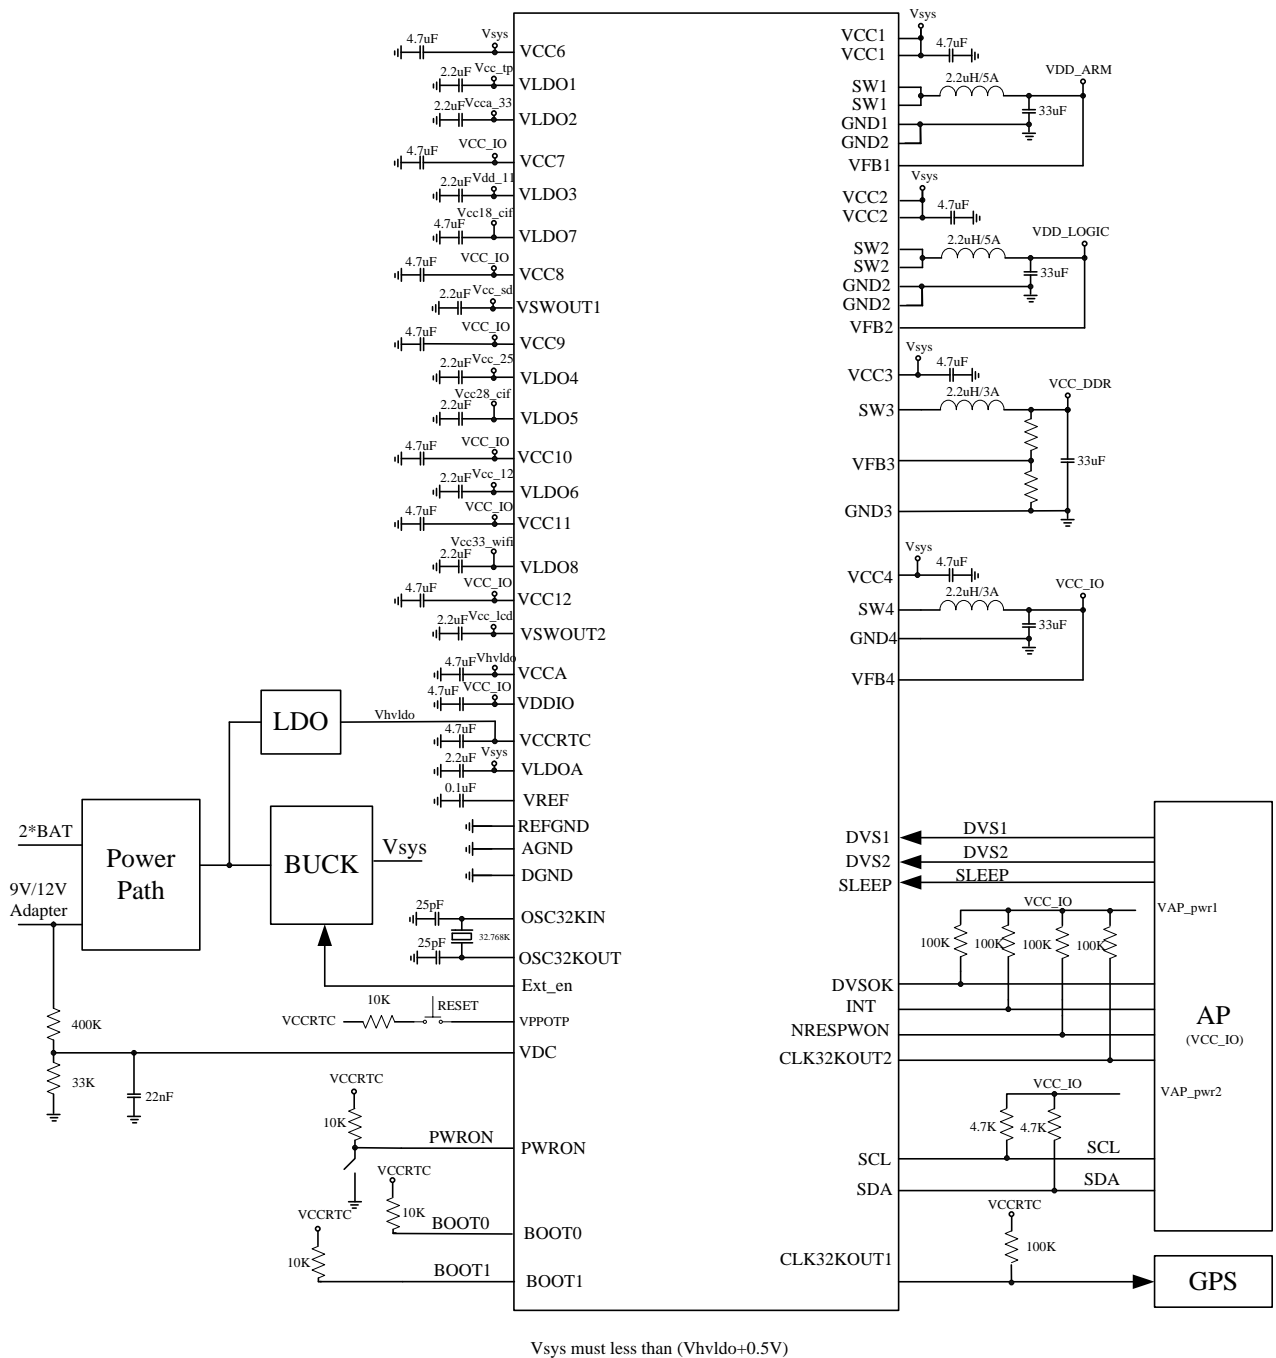 Vsys
4.7uF
VCC6
2.2uF
Vcc_tp
VLDO1
2.2uF
Vcca_33
VLDO2
VCC_IO
4.7uF
VCC7
2.2uF
Vdd_11
VLDO3
Vcc18_cif
4.7uF
VLDO7
VCC_IO
4.7uF
VCC8
2.2uF
Vcc_sd
VSWOUT1
VCC_IO
4.7uF
VCC9
2.2uF
Vcc_25
VLDO4
Vcc28_cif
2.2uF
VLDO5
VCC_IO
4.7uF
VCC10
2.2uF
Vcc_12
VLDO6
VCC_IO
4.7uF
VCC11
Vcc33_wifi
2.2uF
VLDO8
VCC_IO
4.7uF
VCC12
2.2uF
Vcc_lcd
VSWOUT2
4.7uF
Vhvldo
VCCA
4.7uF
VCC_IO
VDDIO
LDO
Vhvldo
4.7uF
VCCRTC
2.2uF
Vsys
VLDOA
0.1uF
VREF
REFGND
AGND
DGND
2*BAT
9V/12V
Adapter
Power
Path
BUCK
Vsys
25pF
OSC32KIN
32.768K
25pF
OSC32KOUT
Ext_en
VCCRTC
10K
RESET
VPPOTP
400K
VDC
33K
22nF
VCCRTC
10K
PWRON
PWRON
VCCRTC
10K
BOOT0
BOOT0
VCCRTC
10K
BOOT1
BOOT1
Vsys
VCC1
VCC1
4.7uF
SW1
SW1
2.2uH/5A
VDD_ARM
33uF
GND1
GND2
VFB1
Vsys
VCC2
VCC2
4.7uF
SW2
SW2
2.2uH/5A
VDD_LOGIC
33uF
GND2
GND2
VFB2
Vsys
4.7uF
VCC3
2.2uH/3A
VCC_DDR
SW3
VFB3
33uF
GND3
Vsys
4.7uF
VCC4
2.2uH/3A
VCC_IO
SW4
33uF
GND4
VFB4
DVS1
DVS1
DVS2
DVS2
SLEEP
SLEEP
VCC_IO
VAP_pwr1
100K
100K
100K
100K
DVSOK
INT
NRESPWON
CLK32KOUT2
AP
(VCC_IO)
VCC_IO
VAP_pwr2
4.7K
4.7K
SCL
SCL
SDA
SDA
VCCRTC
100K
CLK32KOUT1
GPS
Vsys must less than (Vhvldo+0.5V)